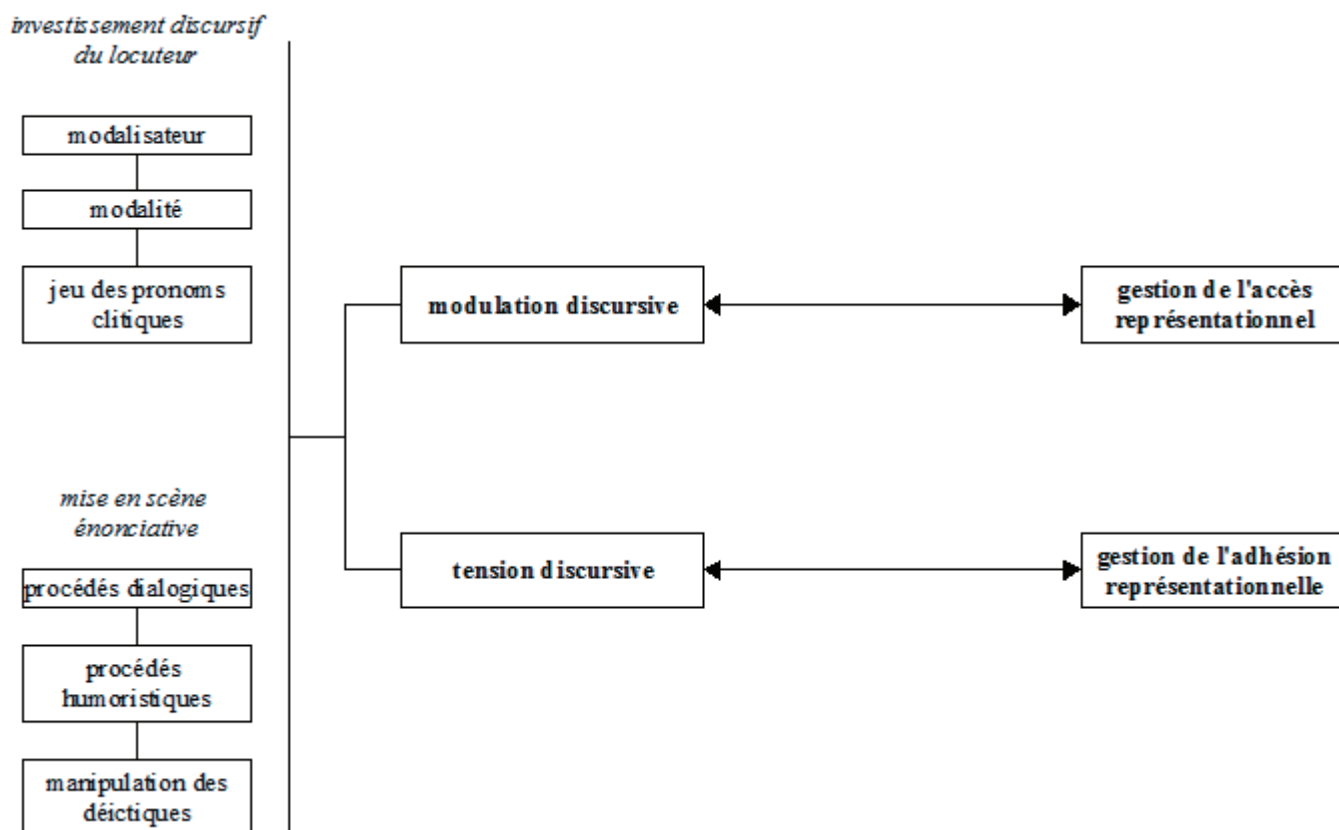 investissement discursif
du locuteur
modalisateur
modalité
jeu des pronoms
clitiques
modulation discursive
gestion de l'accès
représentationnel
mise en scène
énonciative
procédés dialogiques
procédés
humoristiques
manipulation des
déictiques
tension discursive
gestion de l'adhésion
représentationnelle